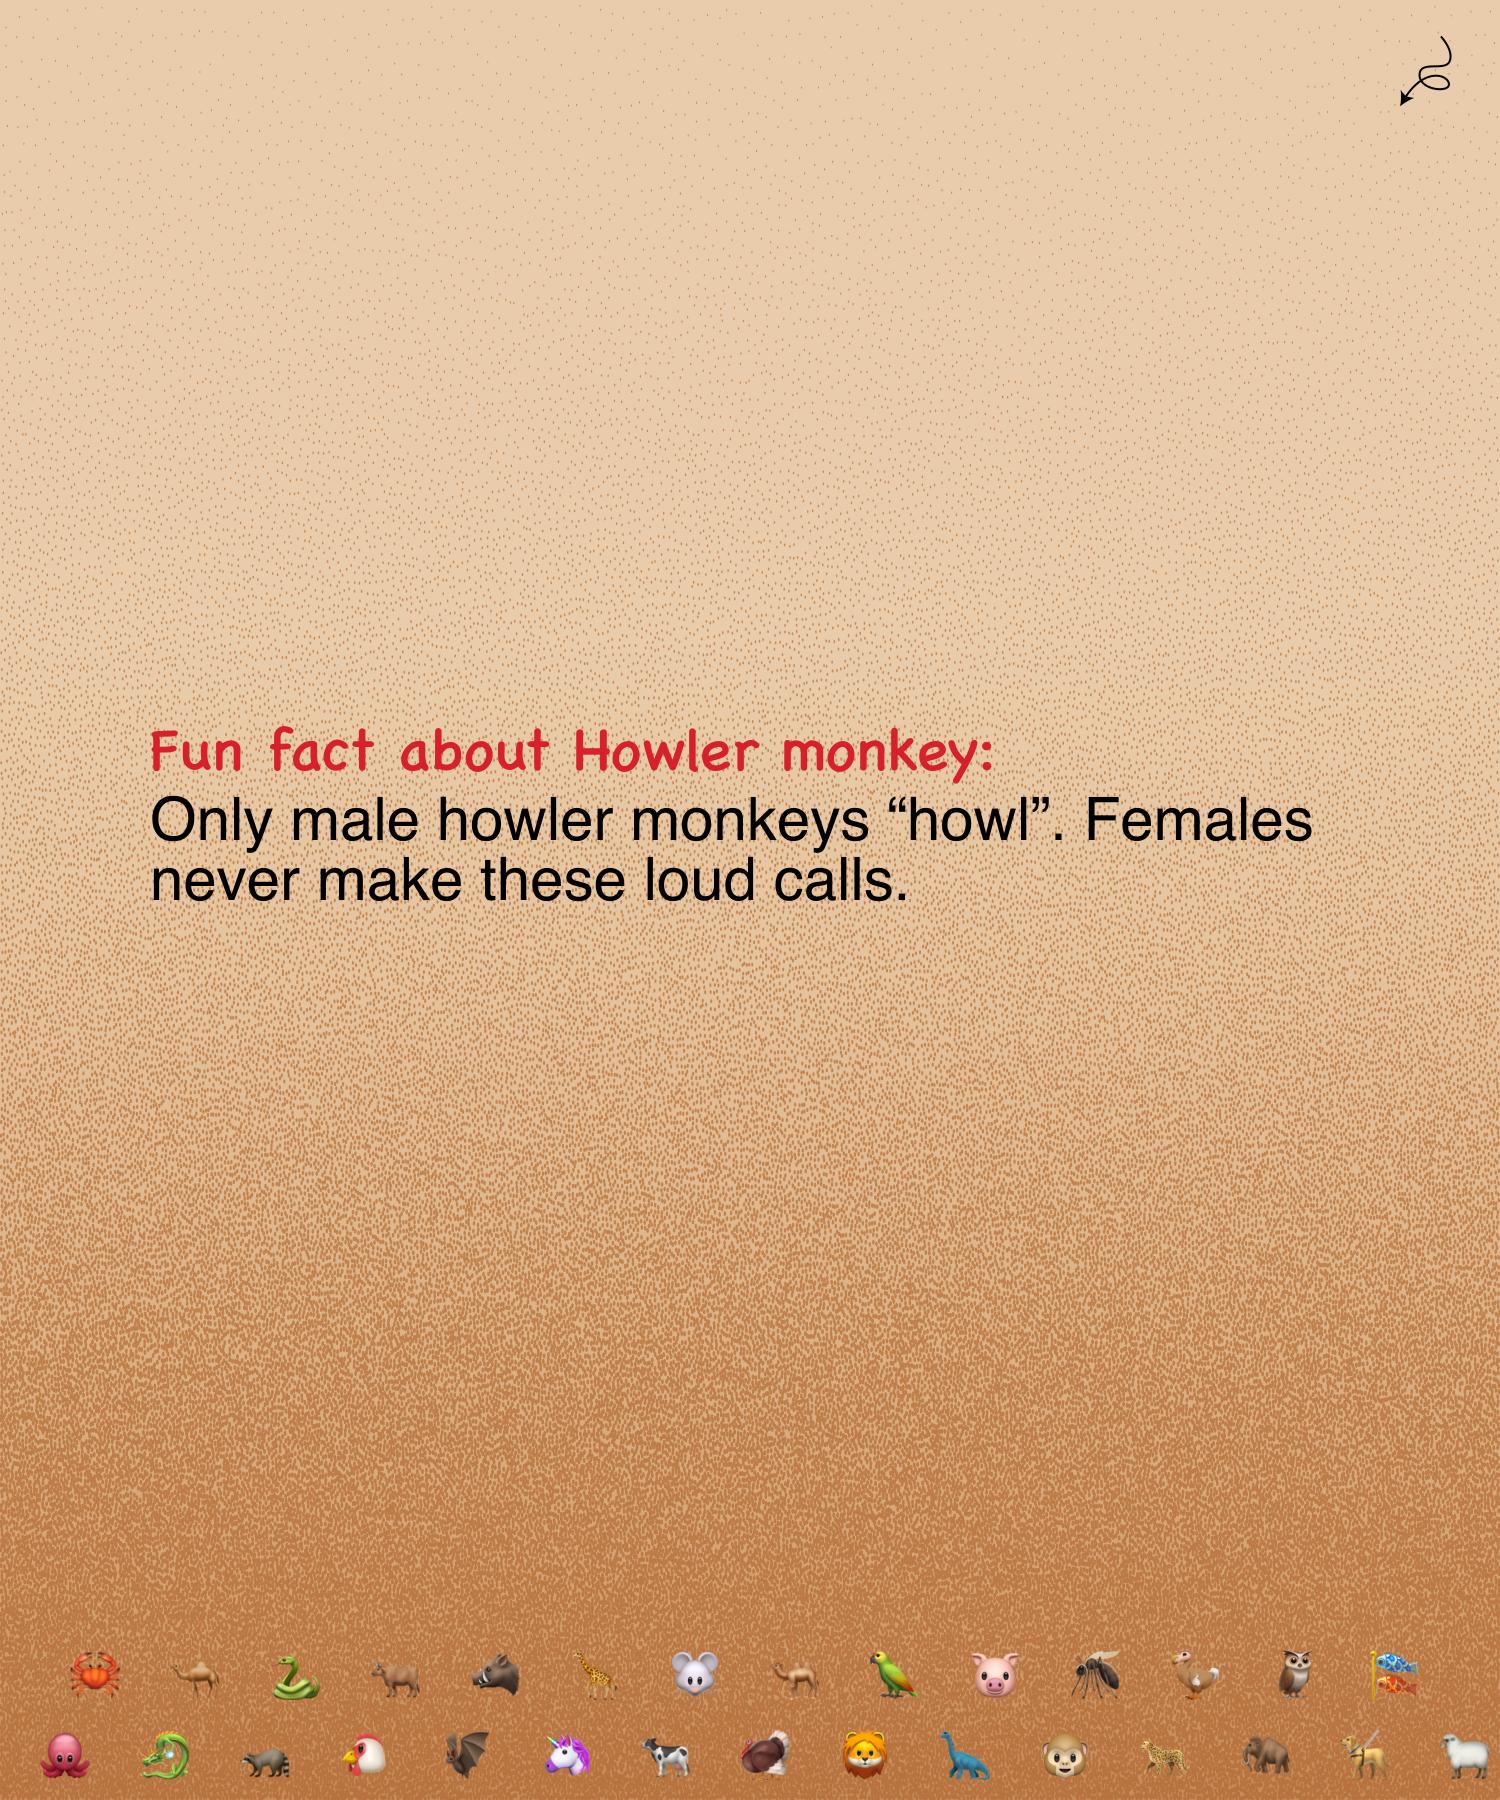 Fun fact about Howler monkey:
Only male howler monkeys “howl”. Females
never make these loud calls.